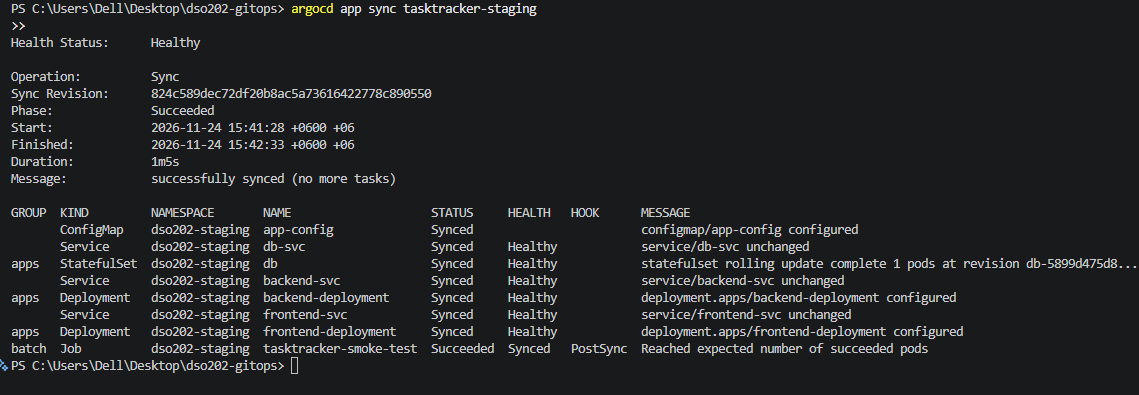 PS C:\Users\Dell\Desktop\dso202-gitops> argocd app sync tasktracker-staging
>>
Health Status:      Healthy
Operation:          Sync
Sync Revision:      824c589dec72df20b8ac5a73616422778c890550
Phase:              Succeeded
Start:              2026-11-24 15:41:28 +0600 +06
Finished:           2026-11-24 15:42:33 +0600 +06
Duration:           1m5s
Message:            successfully synced (no more tasks)
GROUP  KIND         NAMESPACE       NAME                    STATUS     HEALTH   HOOK      MESSAGE
       ConfigMap    dso202-staging  app-config              Synced                        configmap/app-config configured
       Service      dso202-staging  db-svc                  Synced     Healthy            service/db-svc unchanged
apps   StatefulSet  dso202-staging  db                      Synced     Healthy            statefulset rolling update complete 1 pods at revision db-5899d475d8...
       Service      dso202-staging  backend-svc             Synced     Healthy            service/backend-svc unchanged
apps   Deployment   dso202-staging  backend-deployment      Synced     Healthy            deployment.apps/backend-deployment configured
       Service      dso202-staging  frontend-svc            Synced     Healthy            service/frontend-svc unchanged
apps   Deployment   dso202-staging  frontend-deployment     Synced     Healthy            deployment.apps/frontend-deployment configured
batch  Job          dso202-staging  tasktracker-smoke-test  Succeeded  Synced   PostSync  Reached expected number of succeeded pods
PS C:\Users\Dell\Desktop\dso202-gitops>